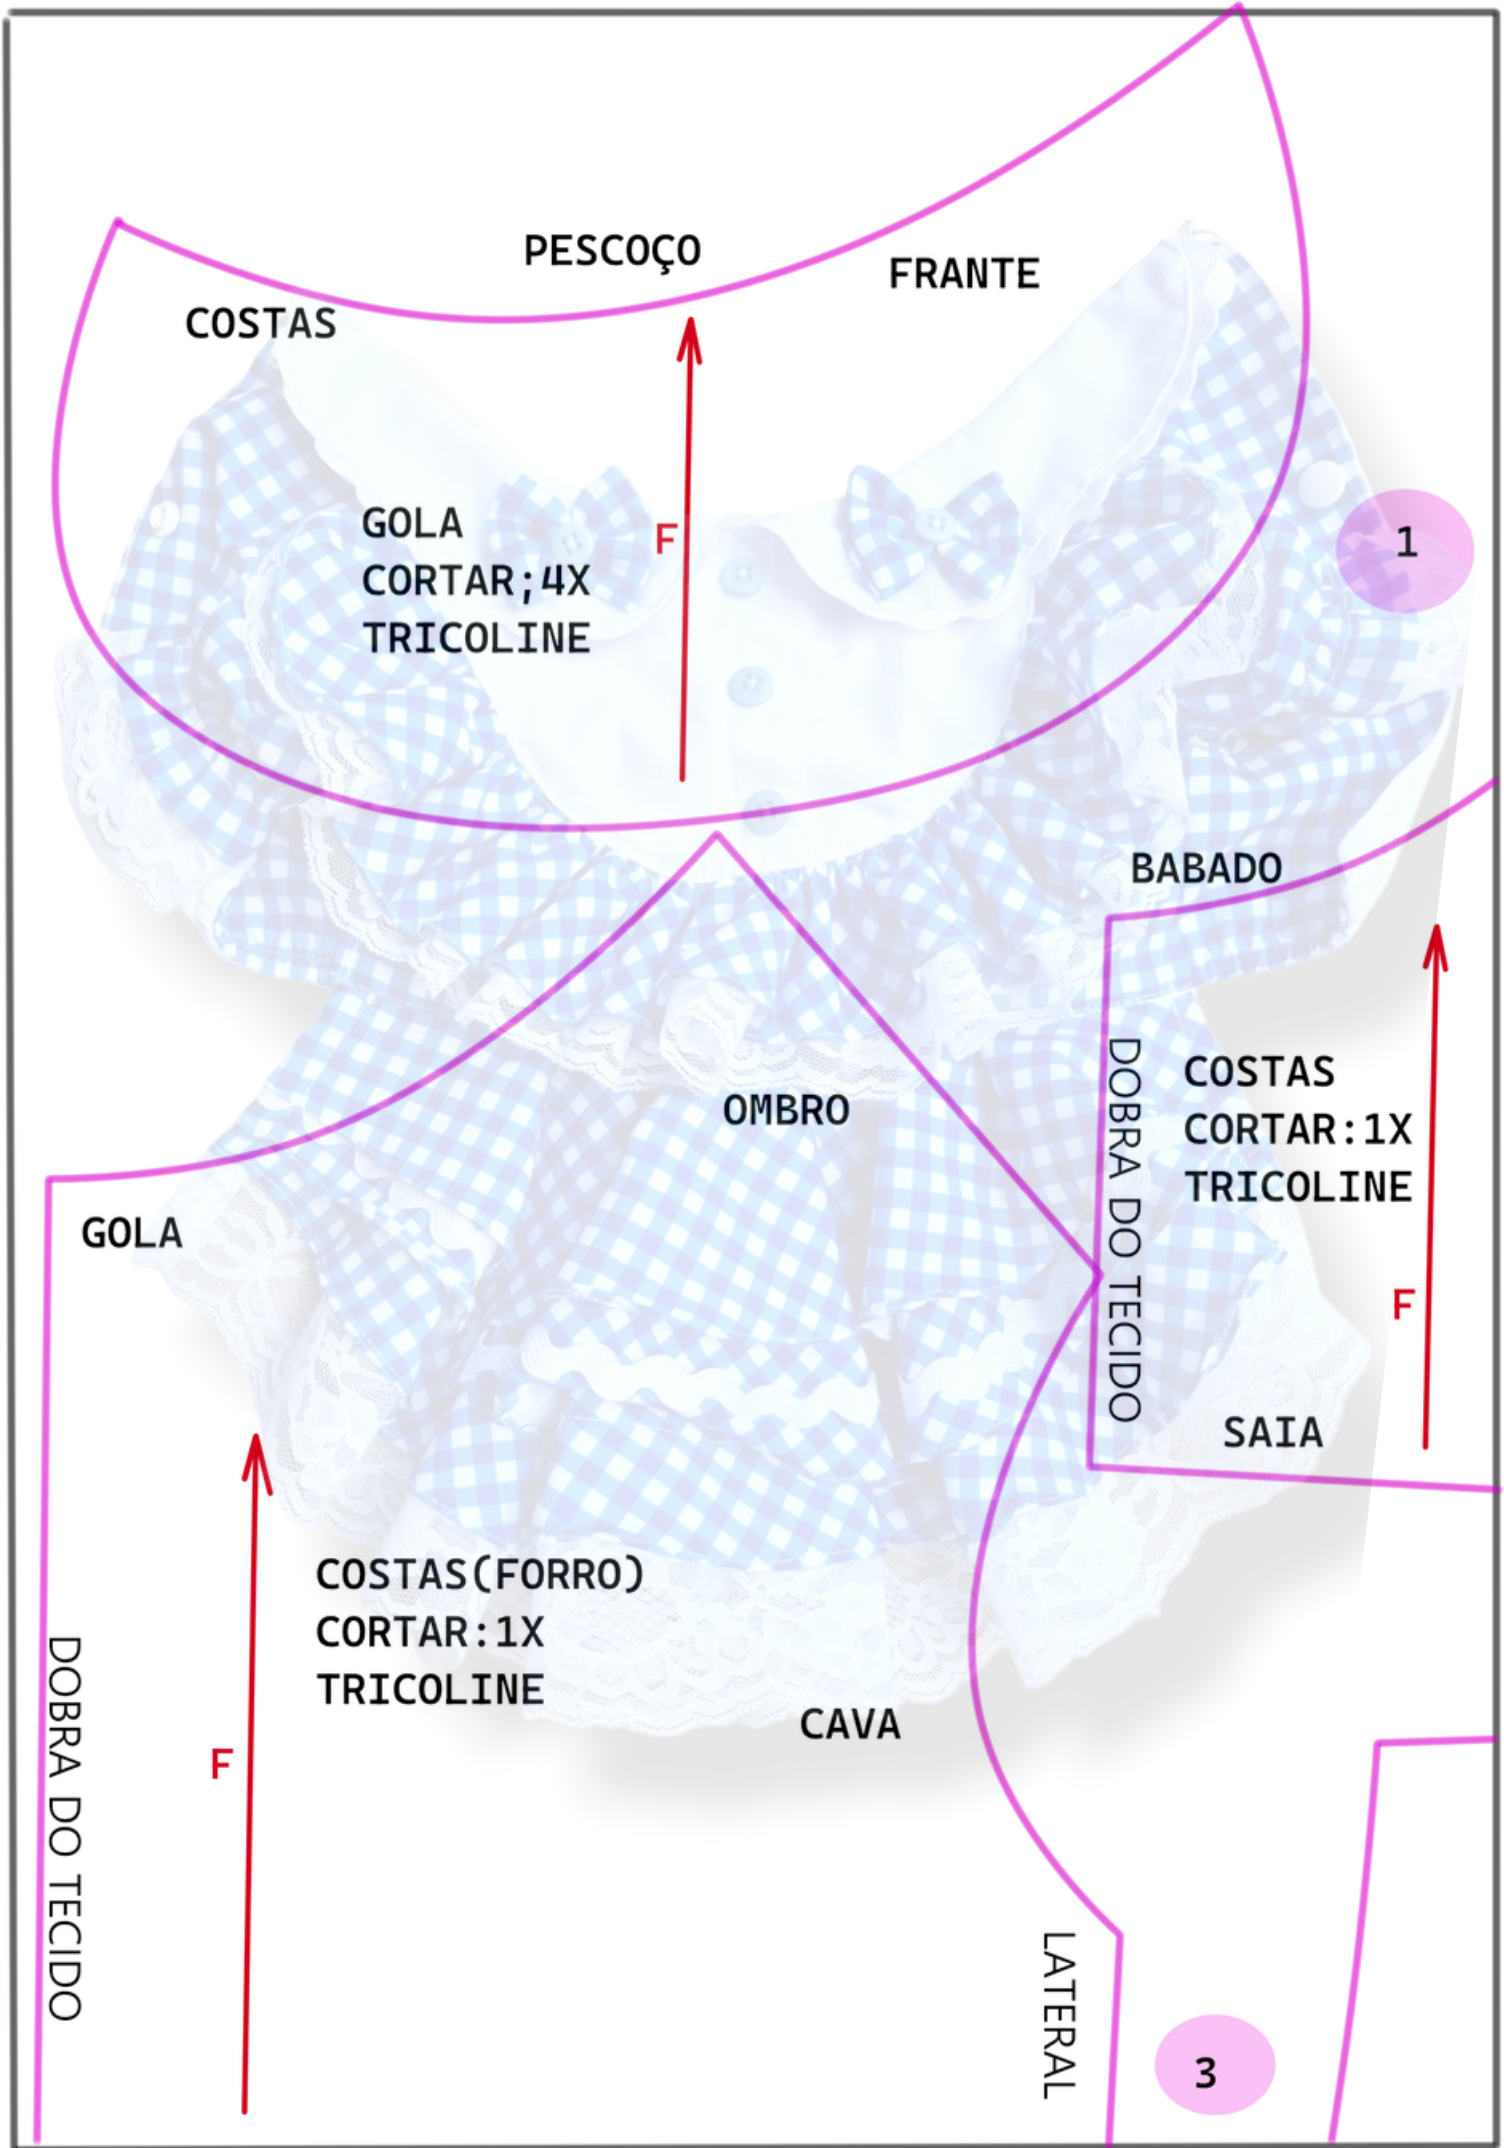 PESCOÇO
FRANTE
COSTAS
GOLA
CORTAR;4X
TRICOLINE
F
1
BABADO
DOBRA DO TECIDO
COSTAS
CORTAR:1X
TRICOLINE
F
OMBRO
GOLA
SAIA
COSTAS(FORRO)
CORTAR:1X
TRICOLINE
DOBRA DO TECIDO
F
CAVA
LATERAL
3